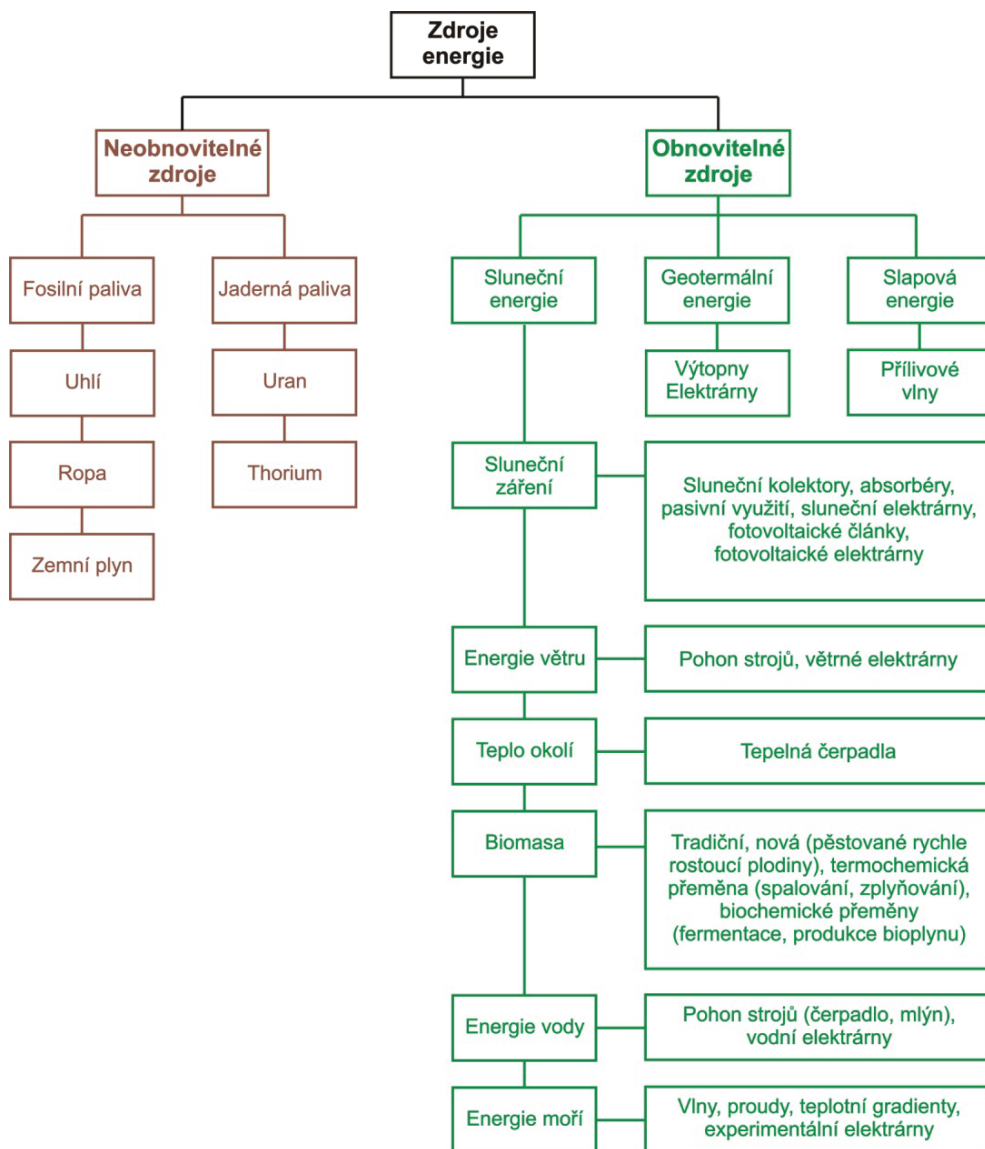 Zdroje
energie
Neobnovitelné
zdroje
Obnovitelné
zdroje
Fosilní paliva
Jaderná paliva
Sluneční
energie
Geotermální
energie
Slapová
energie
Uhlí
Uran
Výtopny
Elektrárny
Přílivové
vlny
Ropa
Thorium
Zemní plyn
Sluneční
záření
Sluneční kolektory, absorbéry,
pasivní využití, sluneční elektrárny,
fotovoltaické články,
fotovoltaické elektrárny
Energie větru
Pohon strojů, větrné elektrárny
Teplo okolí
Tepelná čerpadla
Biomasa
Tradiční, nová (pěstované rychle
rostoucí plodiny), termochemická
přeměna (spalování, zplyňování),
biochemické přeměny
(fermentace, produkce bioplynu)
Energie vody
Pohon strojů (čerpadlo, mlýn),
vodní elektrárny
Energie moří
Vlny, proudy, teplotní gradienty,
experimentální elektrárny